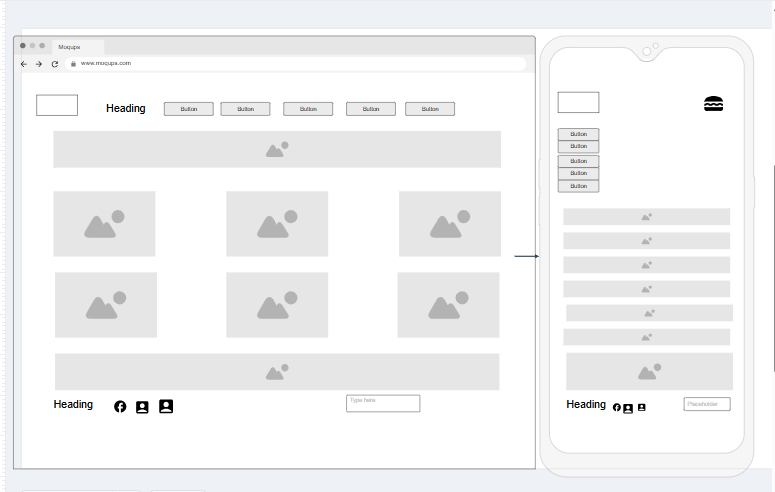 Moqups
www.moqups.com
Heading
Button Button Button Button Button
Heading
Type here
Button
Button
Button
Button
Button
Heading
Placeholder